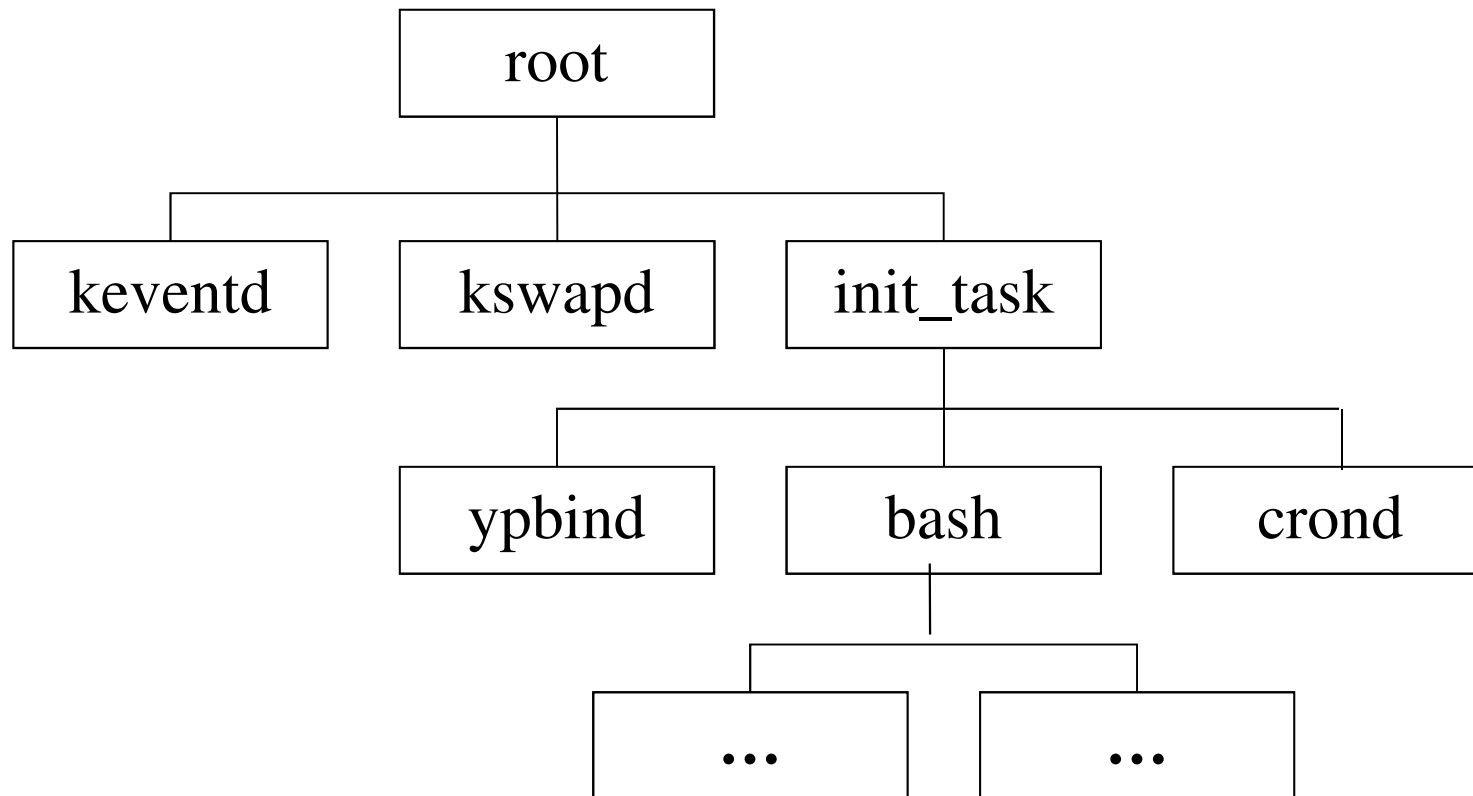 root
keventd kswapd init_task
ypbind bash crond
... ...